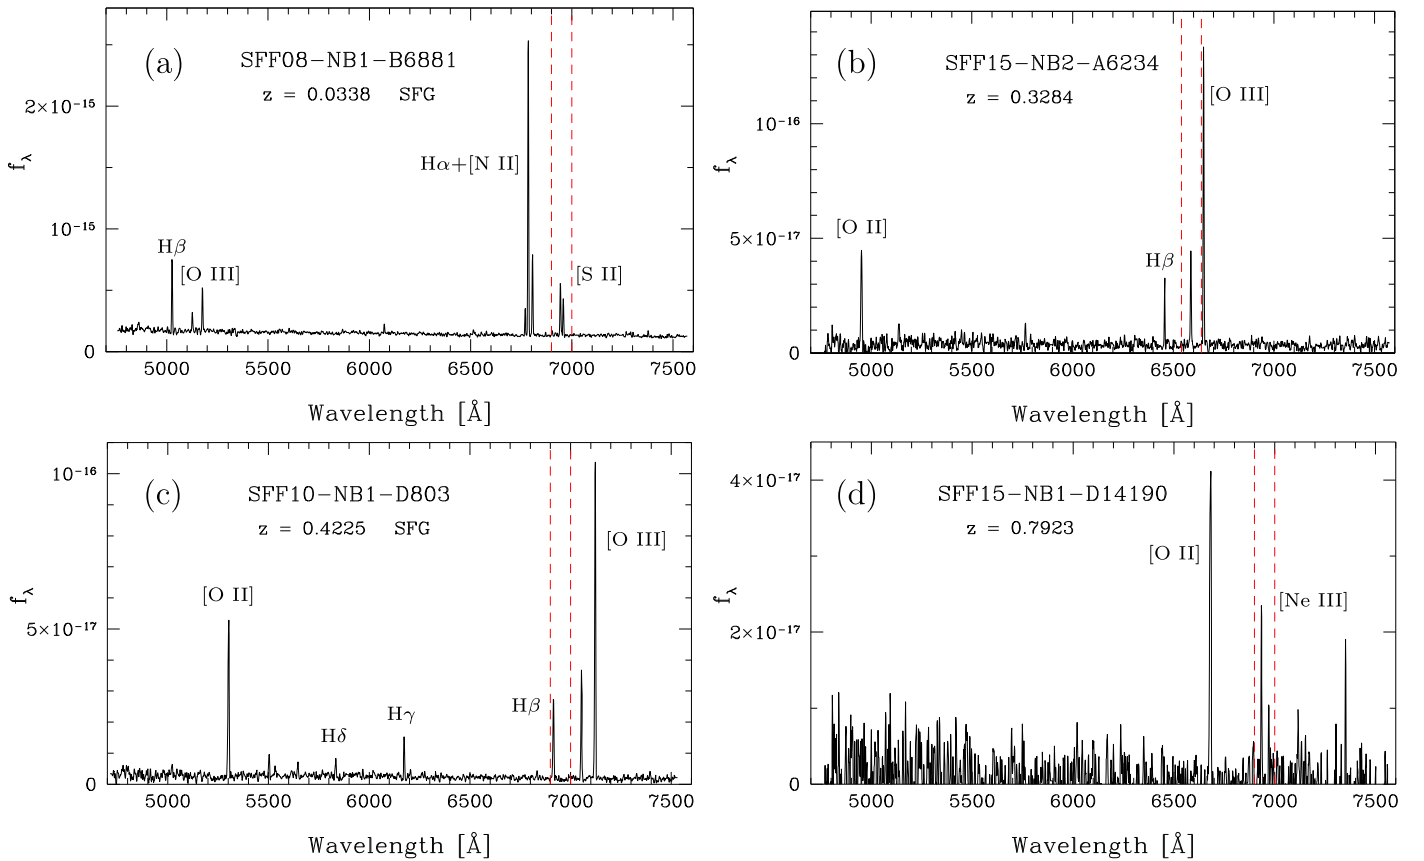 (a)
SFF08-NB1-B6881
z = 0.0338 SFG
2×10⁻¹⁵
Hα+[N II]
fλ
10⁻¹⁵
Hβ
[O III]
[S II]
0
5000 5500 6000 6500 7000 7500
Wavelength [Å]
(b)
SFF15-NB2-A6234
z = 0.3284
[O III]
10⁻¹⁶
fλ
[O II]
5×10⁻¹⁷
Hβ
0
5000 5500 6000 6500 7000 7500
Wavelength [Å]
10⁻¹⁶
(c)
SFF10-NB1-D803
z = 0.4225 SFG
[O III]
fλ
[O II]
5×10⁻¹⁷
Hβ
Hγ
Hδ
0
5000 5500 6000 6500 7000 7500
Wavelength [Å]
4×10⁻¹⁷
(d)
SFF15-NB1-D14190
z = 0.7923
[O II]
fλ
[Ne III]
2×10⁻¹⁷
0
5000 5500 6000 6500 7000 7500
Wavelength [Å]